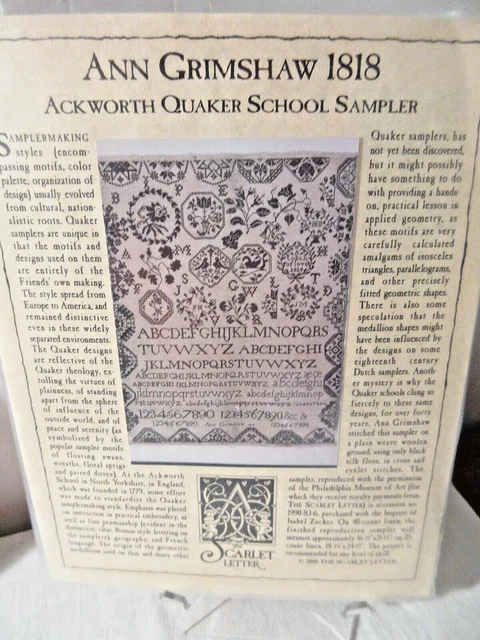 ANN GRIMSHAW 1818
ACKWORTH QUAKER SCHOOL SAMPLER
SAMPLERMAKING
styles (encom-
passing motifs, color
palette, organization of
design) usually evolved
from cultural, nation-
alistic roots. Quaker
samplers are unique in
that the motifs and
designs used on them
are entirely of the
Friends' own making.
The style spread from
Europe to America, and
remained distinctive
even in these widely
separated environments.
The Quaker designs
are reflective of the
Quaker theology, ex-
tolling the virtues of
plainness, of standing
apart from the sphere
of influence of the
outside world, and of
peace and serenity (as
symbolized by the
popular sampler motifs
of floating swans,
wreaths, floral sprigs
and paired doves). At the Ackworth
School in North Yorkshire, in England,
which was founded in 1779, some effort
was made to standardize the Quaker
samplermaking style. Emphasis was placed
on instruction in practical embroidery, as
well as fine penmanship (evident in the
distinct, clear, Roman style lettering on
the samplers), geography, and French
language. The origin of the geometric
medallions used on this, and many other
Quaker samplers, has
not yet been discovered,
but it might possibly
have something to do
with providing a hands-
on, practical lesson in
applied geometry, as
these motifs are very
carefully calculated
amalgams of isosceles
triangles, parallelograms,
and other precisely
fitted geometric shapes.
There is also some
speculation that the
medallion shapes might
have been influenced by
the designs on some
eighteenth century
Dutch samplers. Anoth-
er mystery is why the
Quaker schools clung so
fiercely to these same
designs, for over forty
years. Ann Grimshaw
stitched this sampler on
a plain weave woolen
ground, using only black
silk floss, in cross and
eyelet stitches. The
sampler, reproduced with the permission
of the Philadelphia Museum of Art (for
which they receive royalty payments from
THE SCARLET LETTER) is accession no.
1990-83-6, purchased with the bequest of
Isabel Zucker. On 40-count linen, the
finished reproduction sampler will
measure approximately
count linen,
recommended for any level of skill.
© 2000 THE SCARLET LETTER
ABCDEFGHIJKLMNOPQRS
TUVWXYZ ABCDEFGHI
JKLMNOPQRSTUVWXYZ
1234567890 1234567890 &c &
Ann Grimshaw
THE
SCARLET
LETTER